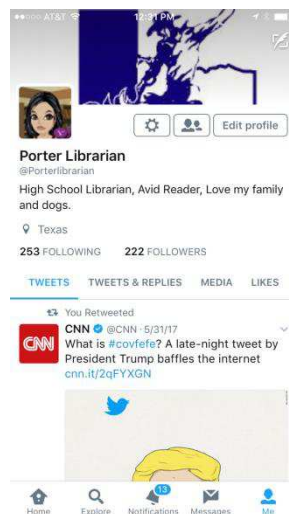 AT&T 12:31 PM
Edit profile
Porter Librarian
@Porterlibrarian
High School Librarian, Avid Reader, Love my family
and dogs.
Texas
253 FOLLOWING 222 FOLLOWERS
TWEETS TWEETS & REPLIES MEDIA LIKES
You Retweeted
CNN @CNN · 5/31/17
CNN
What is #covfefe? A late-night tweet by
President Trump baffles the internet
cnn.it/2qFYXGN
13
Home Explore Notifications Messages Me